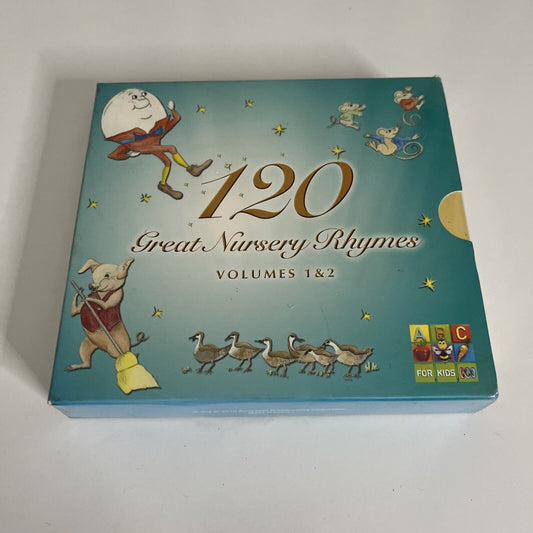 120
Great Nursery Rhymes
VOLUMES 1&2
A B C
FOR KIDS abc